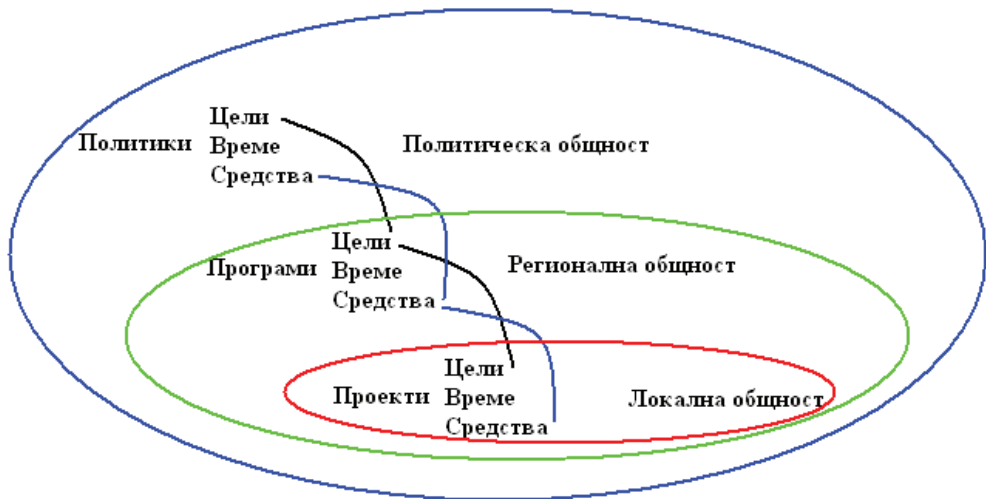 Цели
Политики Време Политическа общност
Средства
Цели
Програми Време Регионална общност
Средства
Цели
Проекти Време Локална общност
Средства